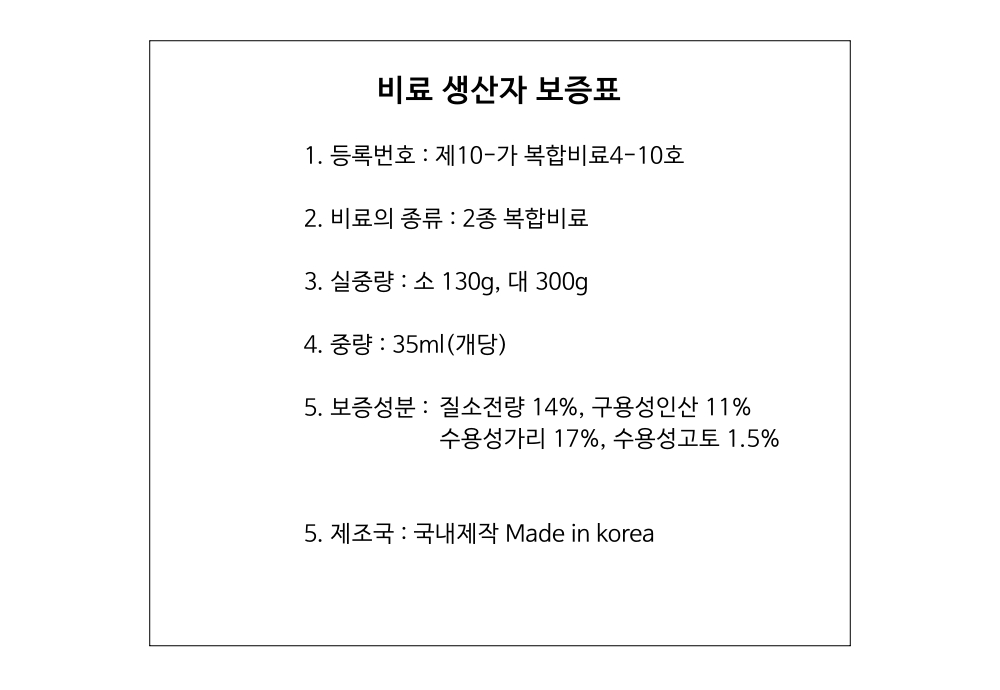 비료 생산자 보증표
1. 등록번호 : 제10-가 복합비료4-10호
2. 비료의 종류 : 2종 복합비료
3. 실중량 : 소 130g, 대 300g
4. 중량 : 35ml(개당)
5. 보증성분 : 질소전량 14%, 구용성인산 11%
수용성가리 17%, 수용성고토 1.5%
5. 제조국 : 국내제작 Made in korea